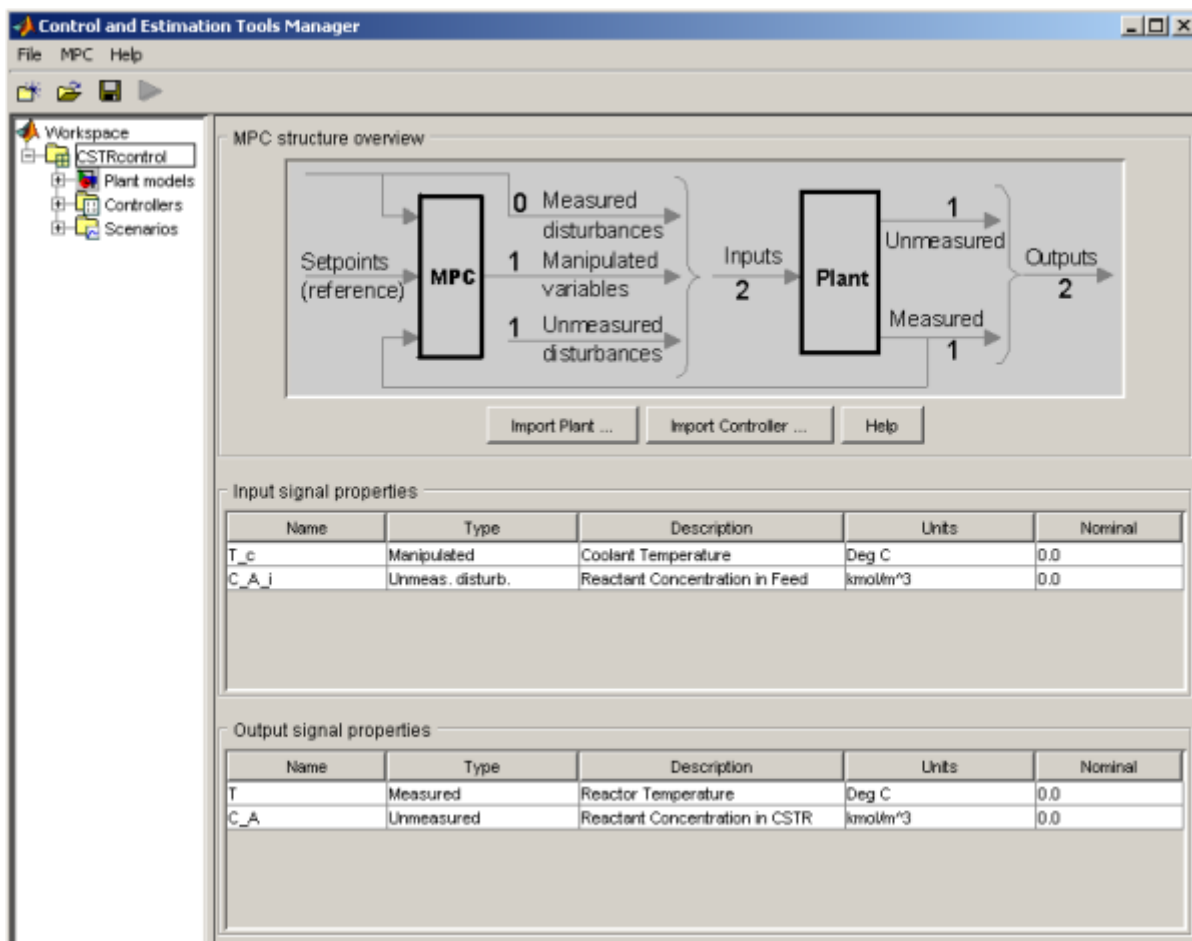 Control and Estimation Tools Manager
File MPC Help
Workspace
CSTRcontrol
Plant models
Controllers
Scenarios
MPC structure overview
Setpoints
(reference)
MPC
0 Measured
disturbances
1 Manipulated
variables
1 Unmeasured
disturbances
Inputs
2
Plant
1
Unmeasured
Measured
1
Outputs
2
Import Plant ... Import Controller ... Help
Input signal properties
Name Type Description Units Nominal
T_c Manipulated Coolant Temperature Deg C 0.0
C_A_i Unmeas. disturb. Reactant Concentration in Feed kmol/m^3 0.0
Output signal properties
Name Type Description Units Nominal
T Measured Reactor Temperature Deg C 0.0
C_A Unmeasured Reactant Concentration in CSTR kmol/m^3 0.0